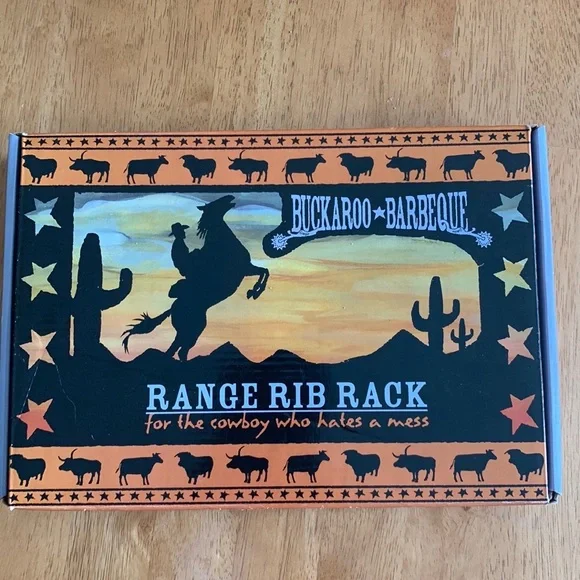 BUCKAROO★BARBEQUE
RANGE RIB RACK
for the cowboy who hates a mess